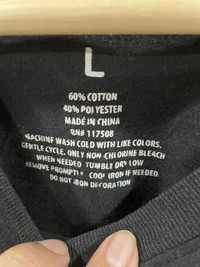 L
60% COTTON
40% POLYESTER
MADE IN CHINA
RN# 117508
MACHINE WASH COLD WITH LIKE COLORS.
GENTLE CYCLE. ONLY NON-CHLORINE BLEACH
WHEN NEEDED TUMBLE DRY LOW
REMOVE PROMPTLY COOL IRON IF NEEDED.
DO NOT IRON DECORATION